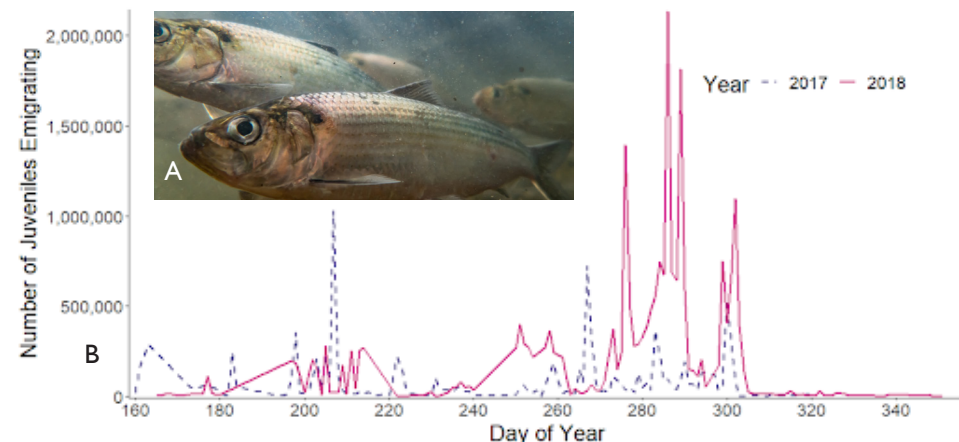 2,000,000
1,500,000
1,000,000
500,000
0
Number of Juveniles Emigrating
A
B
Year 2017 2018
160 180 200 220 240 260 280 300 320 340
Day of Year